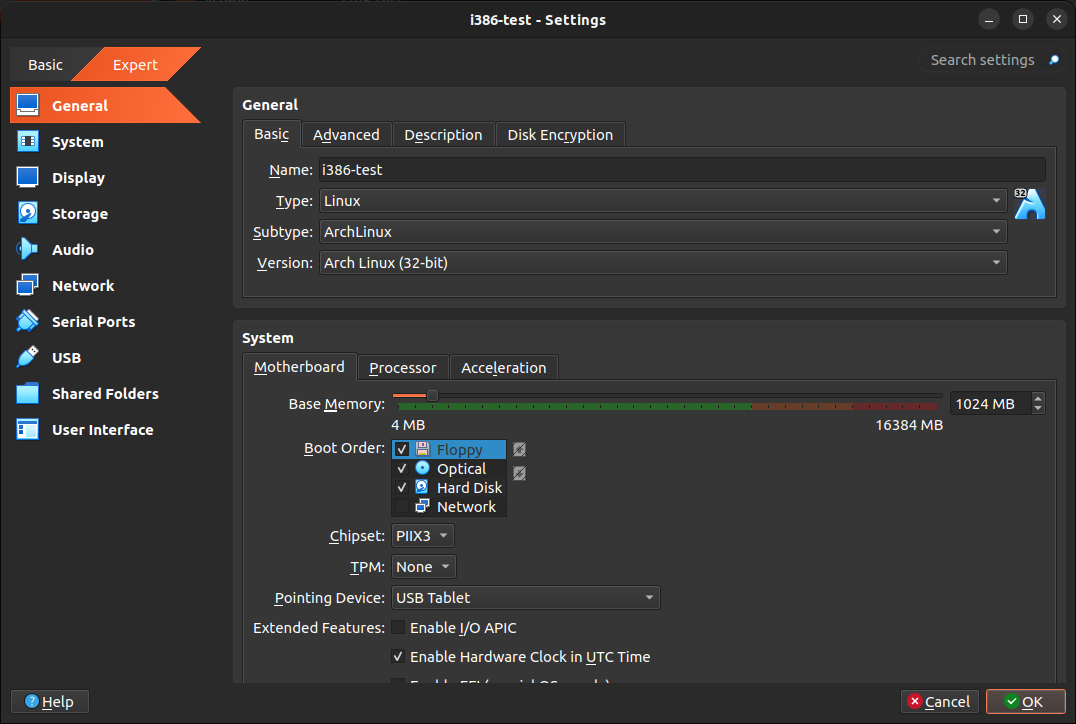 i386-test - Settings
Basic Expert Search settings
General
System
Display
Storage
Audio
Network
Serial Ports
USB
Shared Folders
User Interface
General
Basic Advanced Description Disk Encryption
Name: i386-test
Type: Linux
32
Subtype: ArchLinux
Version: Arch Linux (32-bit)
System
Motherboard Processor Acceleration
Base Memory: 1024 MB
4 MB 16384 MB
Boot Order: Floppy
Optical
Hard Disk
Network
Chipset: PIIX3
TPM: None
Pointing Device: USB Tablet
Extended Features: Enable I/O APIC
Enable Hardware Clock in UTC Time
Help Cancel OK